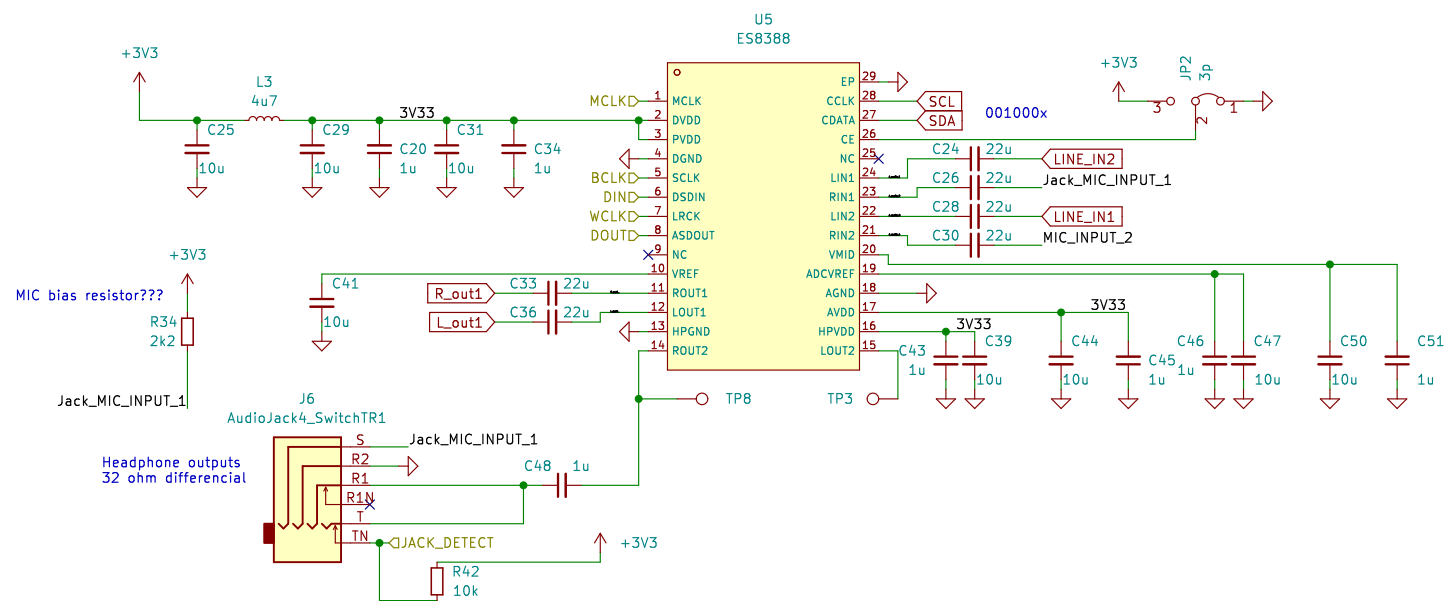 U5
ES8388
+3V3
L3
4u7
C25
10u
C29
10u
3V33
C20
1u
C31
10u
C34
1u
MCLK
BCLK
DIN
WCLK
DOUT
1 MCLK
2 DVDD
3 PVDD
4 DGND
5 SCLK
6 DSDIN
7 LRCK
8 ASDOUT
9 NC
10 VREF
11 ROUT1
12 LOUT1
13 HPGND
14 ROUT2
EP 29
CCLK 28
CDATA 27
CE 26
NC 25
LIN1 24
RIN1 23
LIN2 22
RIN2 21
VMID 20
ADCVREF 19
AGND 18
AVDD 17
HPVDD 16
LOUT2 15
SCL
SDA
001000x
+3V3
JP2
3p
3
2
1
C24 22u
LINE_IN2
C26 22u
Jack_MIC_INPUT_1
C28 22u
LINE_IN1
C30 22u
MIC_INPUT_2
+3V3
MIC bias resistor???
R34
2k2
Jack_MIC_INPUT_1
C41
10u
R_out1
C33 22u
L_out1
C36 22u
3V33
C43
1u
C39
10u
3V33
C44
10u
C45
1u
C46
1u
C47
10u
C50
10u
C51
1u
TP8
TP3
J6
AudioJack4_SwitchTR1
Headphone outputs
32 ohm differencial
S
R2
R1
R1N
T
TN
Jack_MIC_INPUT_1
C48 1u
JACK_DETECT
+3V3
R42
10k